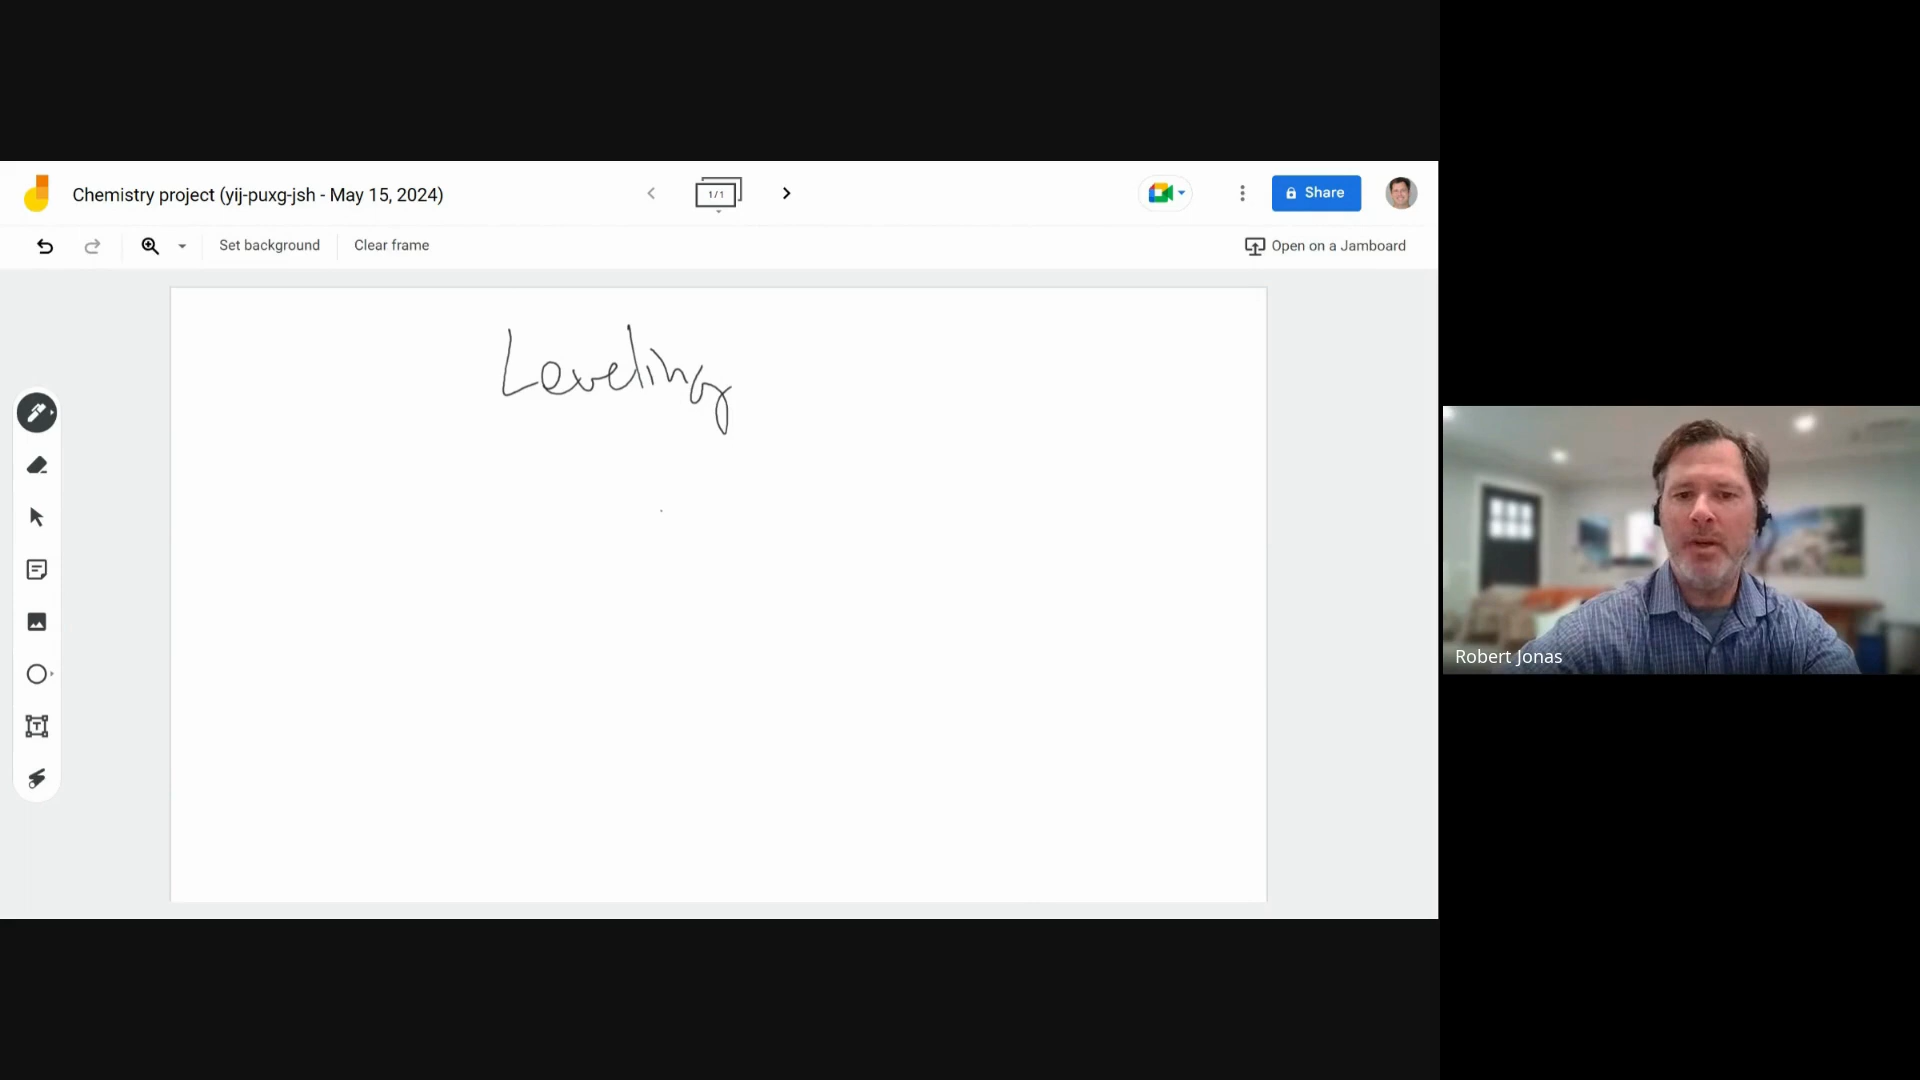 Chemistry project (yij-puxg-jsh - May 15, 2024)
1/1
Share
Set background
Clear frame
Open on a Jamboard
Leveling
Robert Jonas